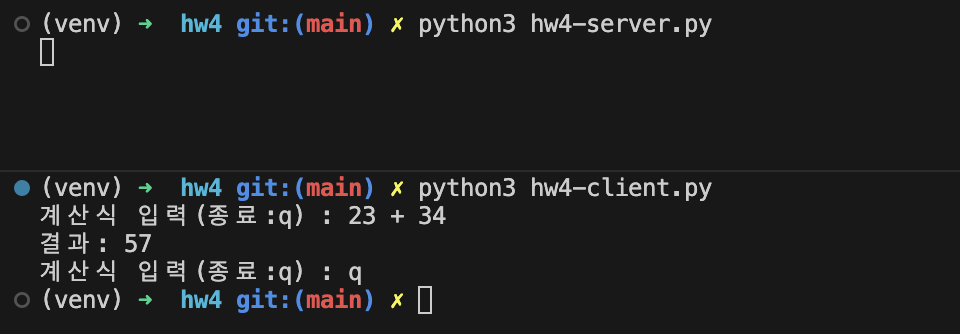 (venv) ➜ hw4 git:(main) ✗ python3 hw4-server.py
(venv) ➜ hw4 git:(main) ✗ python3 hw4-client.py
계산식 입력(종료:q) : 23 + 34
결과: 57
계산식 입력(종료:q) : q
(venv) ➜ hw4 git:(main) ✗